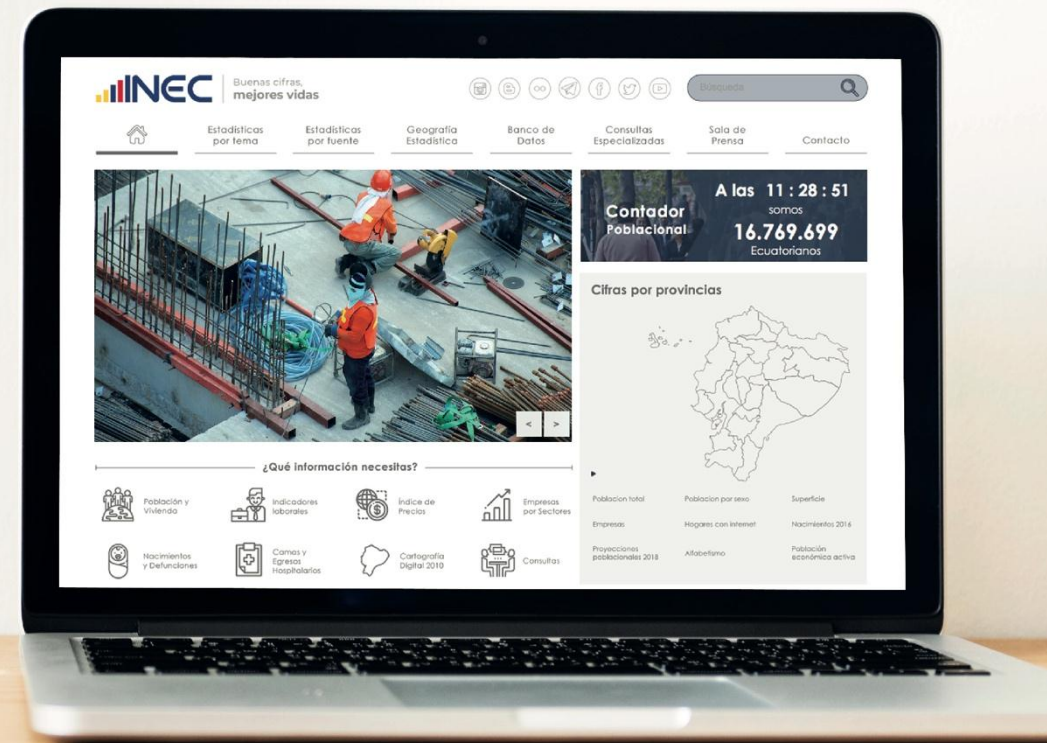 INEC
Buenas cifras,
mejores vidas
Búsqueda
Estadísticas
por tema
Estadísticas
por fuente
Geografía
Estadística
Banco de
Datos
Consultas
Especializadas
Sala de
Prensa
Contacto
Contador
Poblacional
A las 11 : 28 : 51
somos
16.769.699
Ecuatorianos
Cifras por provincias
< >
¿Qué información necesitas?
Población y
Vivienda
Indicadores
laborales
Índice de
Precios
Empresas
por Sectores
Nacimientos
y Defunciones
Camas y
Egresos
Hospitalarios
Cartografía
Digital 2010
Consultas
Poblacion total
Poblacion por sexo
Superficie
Empresas
Hogares con internet
Nacimientos 2016
Proyecciones
poblacionales 2018
Alfabetismo
Población
económica activa